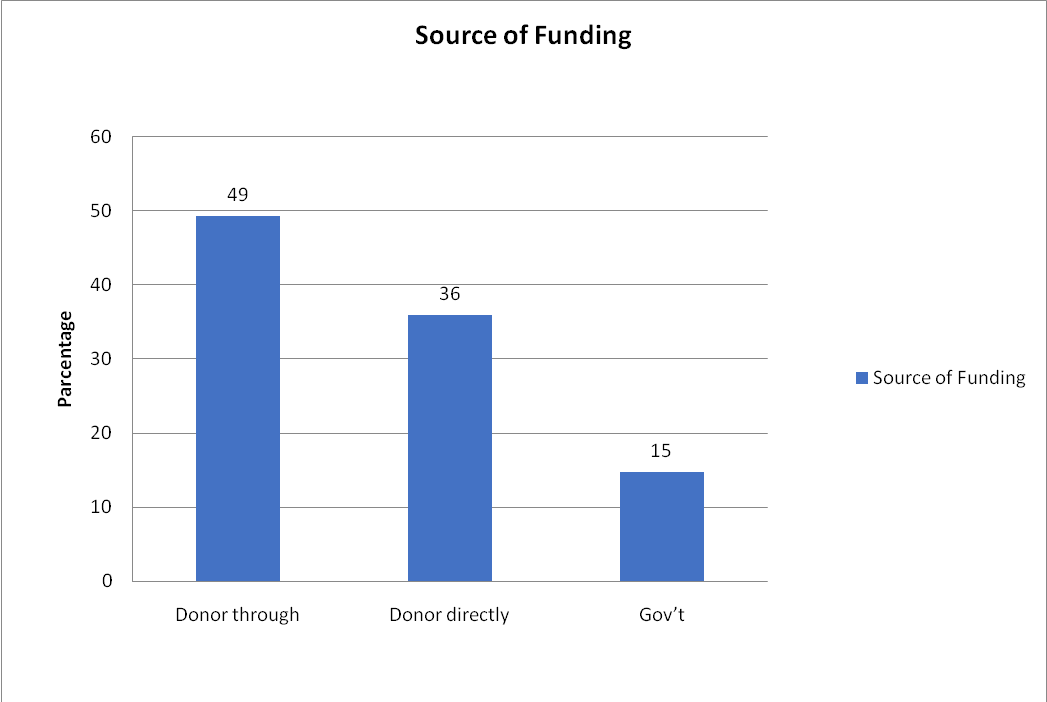 Source of Funding
60
50
40
30
20
10
0
Parcentage
49
36
15
Donor through
Donor directly
Gov’t
Source of Funding